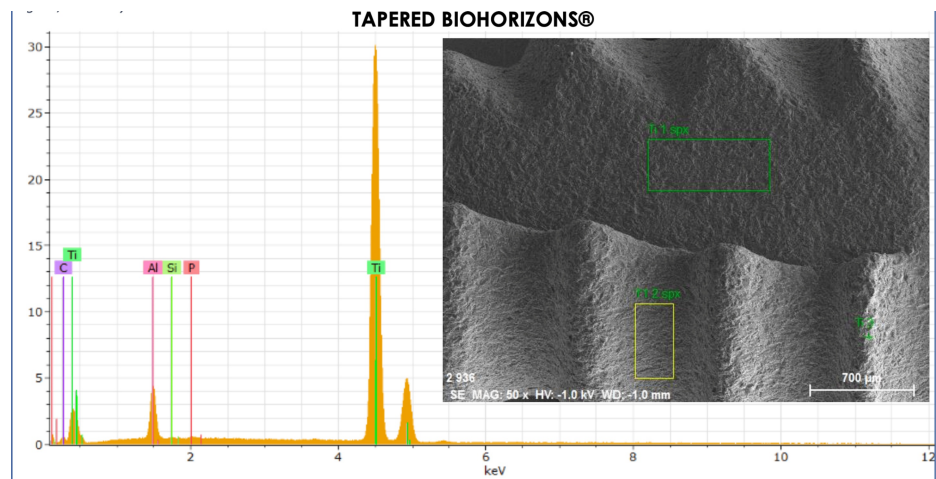 TAPERED BIOHORIZONS®
30
25
20
15
10
5
0
C
Ti
Al
Si
P
Ti
2
4
6
8
10
12
keV
Ti 1 spx
2 spx
2 936
700 µm
SE MAG: 50 x HV: -1.0 kV WD: -1.0 mm